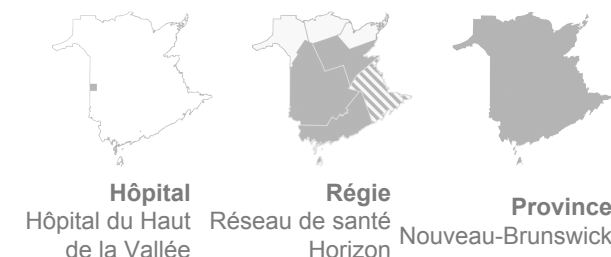 Hôpital
Hôpital du Haut
de la Vallée
Régie
Réseau de santé
Horizon
Province
Nouveau-Brunswick